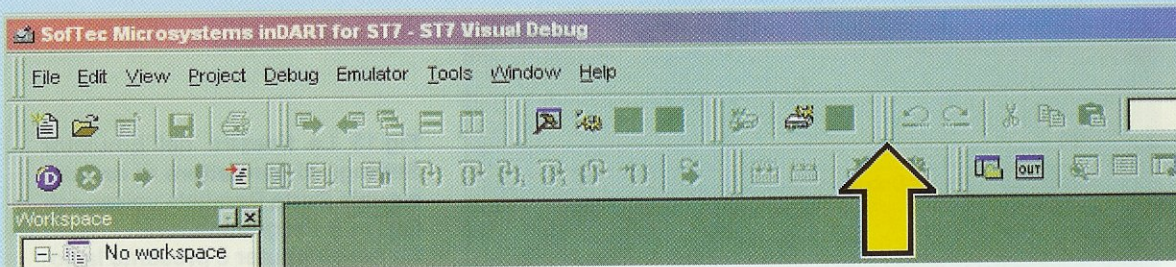 SofTec Microsystems inDART for ST7 - ST7 Visual Debug
File Edit View Project Debug Emulator Tools Window Help
D
OUT
Workspace
No workspace